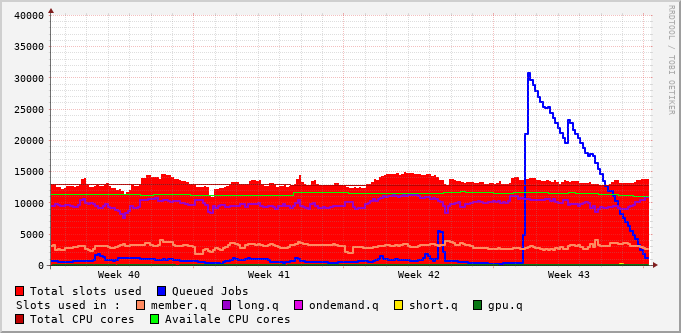 40000
35000
30000
25000
20000
15000
10000
5000
0
Week 40 Week 41 Week 42 Week 43
RRDTOOL / TOBI OETIKER
Total slots used Queued Jobs
Slots used in : member.q long.q ondemand.q short.q gpu.q
Total CPU cores Availale CPU cores